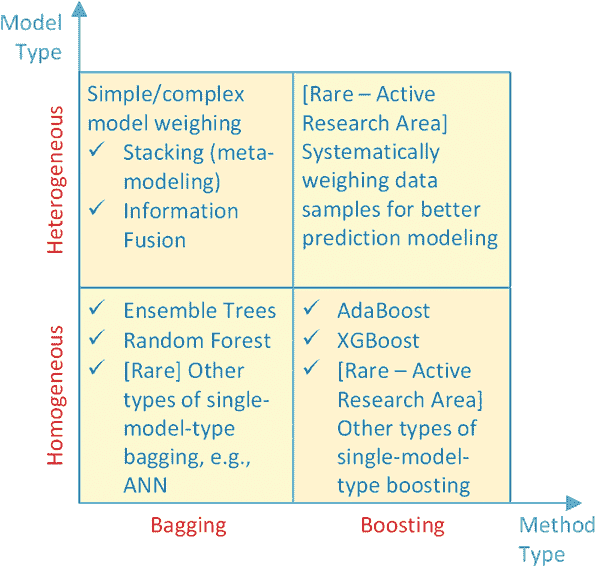 Model
Type
Heterogeneous
Simple/complex
model weighing
✓ Stacking (meta-
modeling)
✓ Information
Fusion
[Rare – Active
Research Area]
Systematically
weighing data
samples for better
prediction modeling
Homogeneous
✓ Ensemble Trees
✓ Random Forest
✓ [Rare] Other
types of single-
model-type
bagging, e.g.,
ANN
✓ AdaBoost
✓ XGBoost
✓ [Rare – Active
Research Area]
Other types of
single-model-
type boosting
Bagging
Boosting
Method
Type